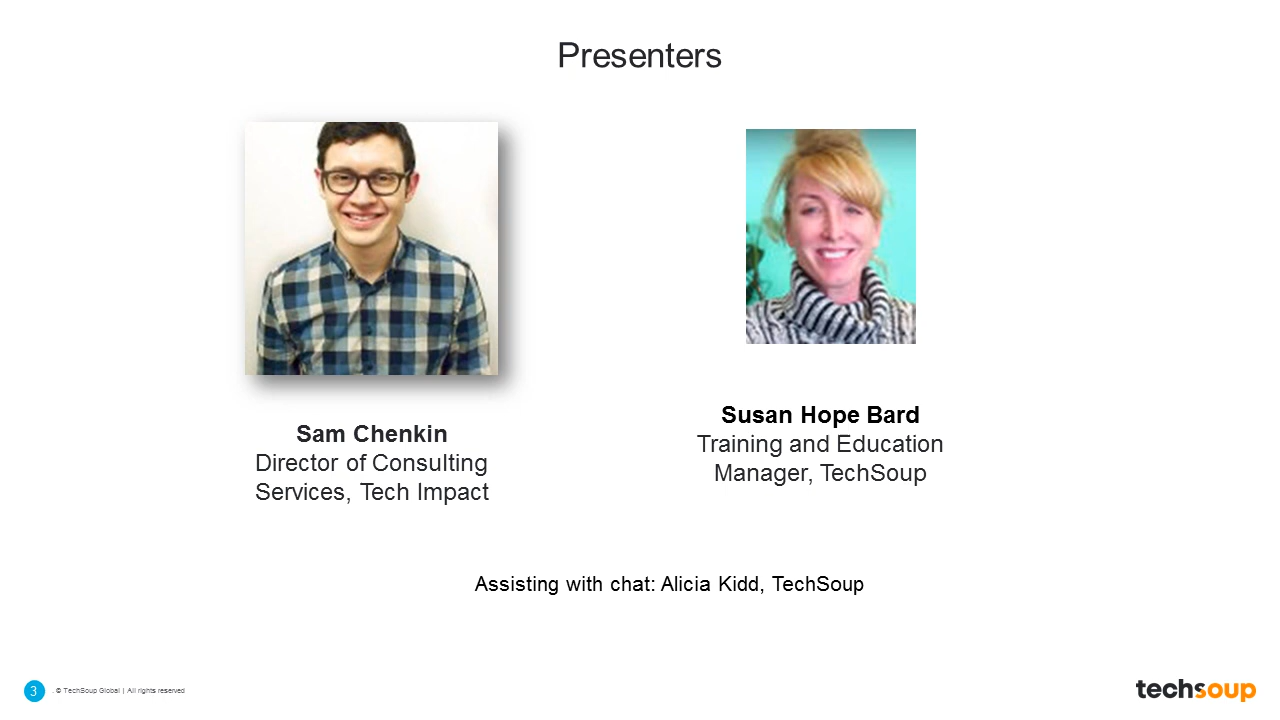 Presenters
Sam Chenkin
Director of Consulting
Services, Tech Impact
Susan Hope Bard
Training and Education
Manager, TechSoup
Assisting with chat: Alicia Kidd, TechSoup
3
. © TechSoup Global | All rights reserved
techsoup